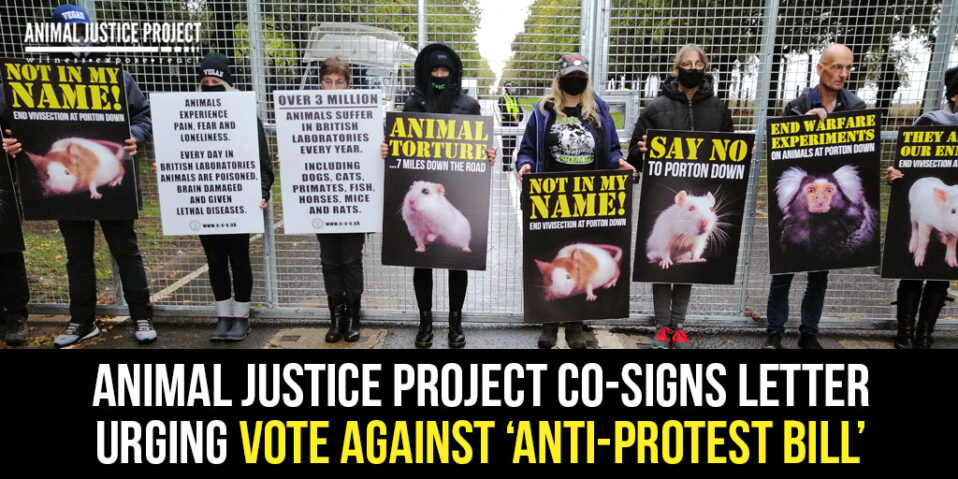 VEGAN
ANIMAL JUSTICE PROJECT
witness•expose•react
NOT IN MY
NAME!
END VIVISECTION AT PORTON DOWN
VEGAN
ANIMALS
EXPERIENCE
PAIN, FEAR AND
LONELINESS.
EVERY DAY IN
BRITISH LABORATORIES
ANIMALS ARE POISONED,
BRAIN DAMAGED
AND GIVEN
LETHAL DISEASES.
OVER 3 MILLION
ANIMALS SUFFER
IN BRITISH
LABORATORIES
EVERY YEAR.
INCLUDING
DOGS, CATS,
PRIMATES, FISH,
HORSES, MICE
AND RATS.
ANIMAL
TORTURE
...7 MILES DOWN THE ROAD
NOT IN MY
NAME!
END VIVISECTION AT PORTON DOWN
SAY NO
TO PORTON DOWN
END WARFARE
EXPERIMENTS
ON ANIMALS AT PORTON DOWN.
THEY A
OUR EN
END VIVISECTION AT P
ANIMAL JUSTICE PROJECT CO-SIGNS LETTER
URGING VOTE AGAINST ‘ANTI-PROTEST BILL’